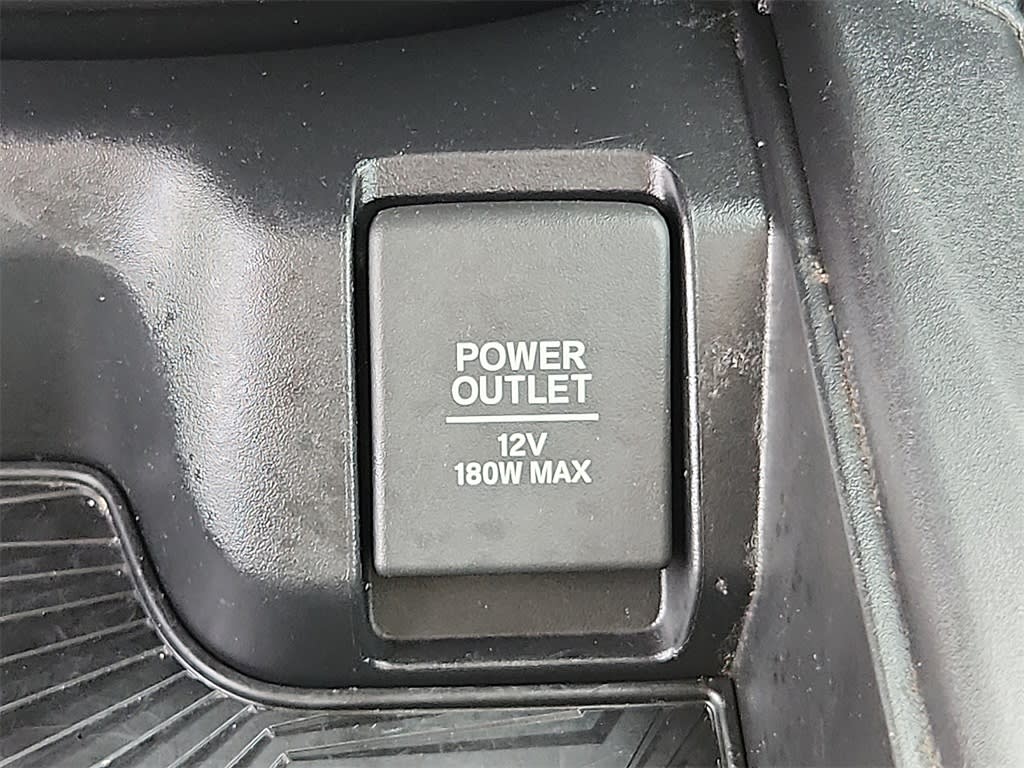 POWER
OUTLET
12V
180W MAX